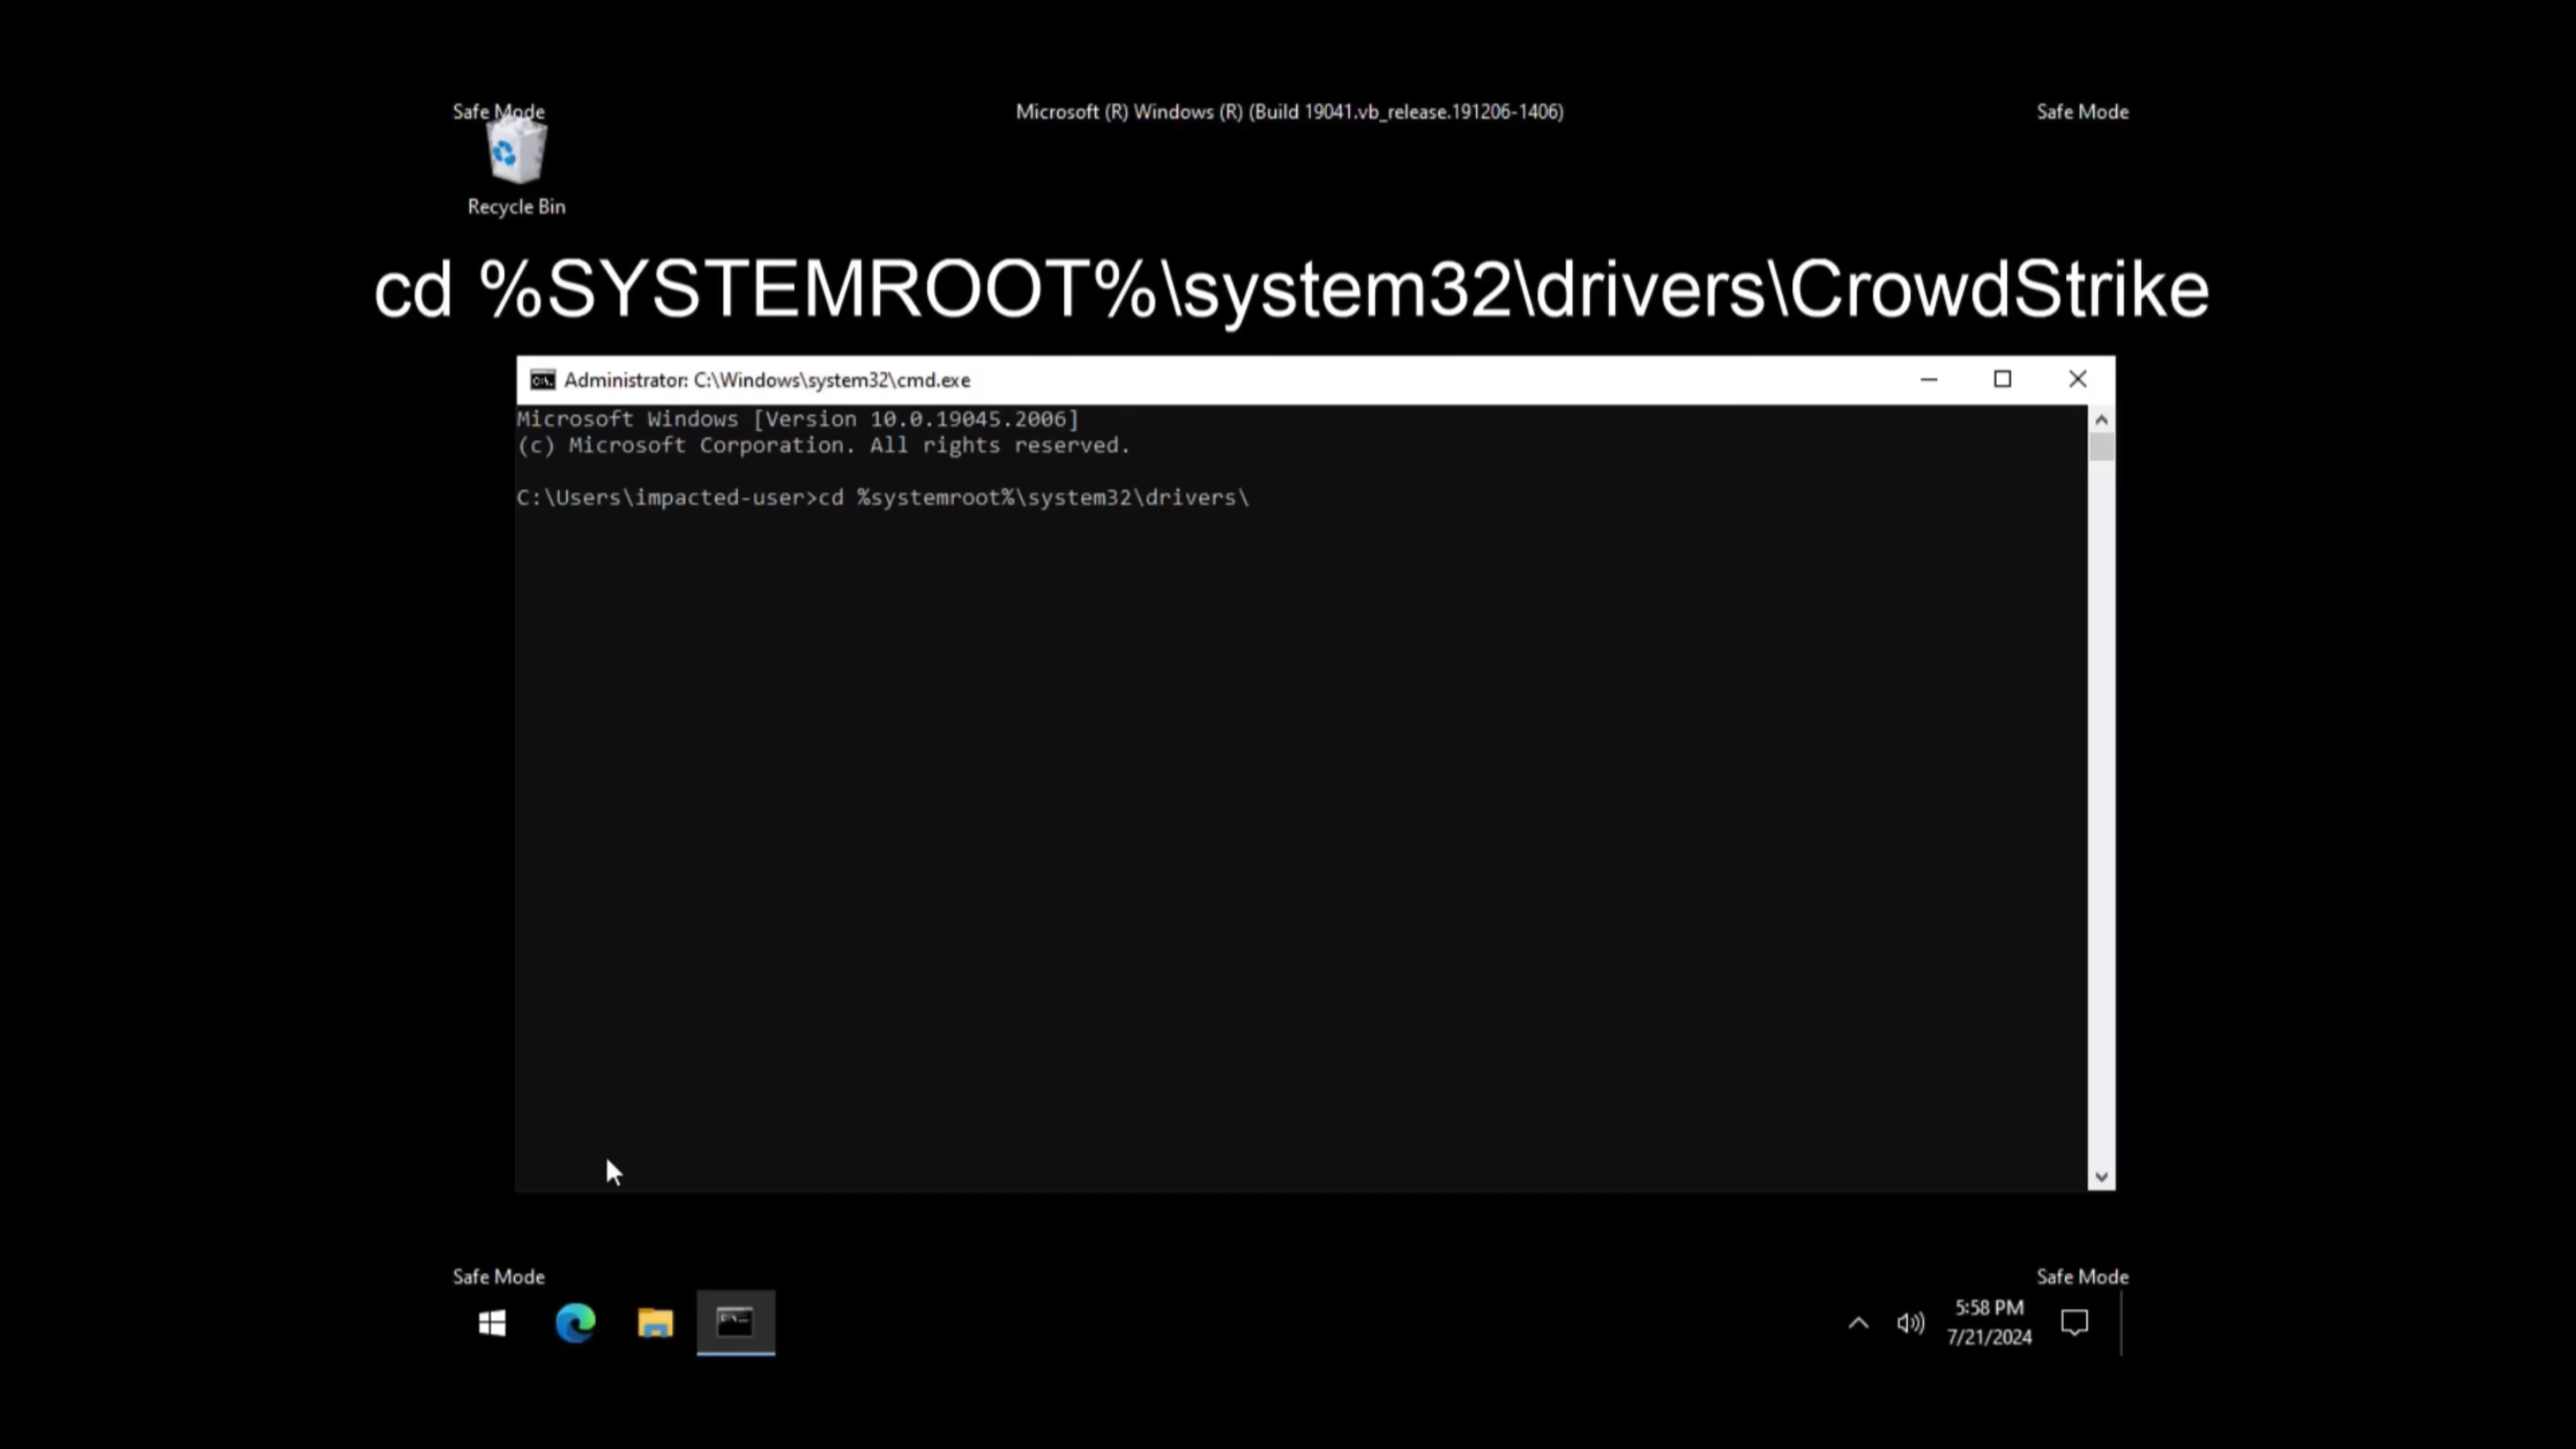 Safe Mode
Microsoft (R) Windows (R) (Build 19041.vb_release.191206-1406)
Safe Mode
Recycle Bin
cd %SYSTEMROOT%\system32\drivers\CrowdStrike
Administrator: C:\Windows\system32\cmd.exe
Microsoft Windows [Version 10.0.19045.2006]
(c) Microsoft Corporation. All rights reserved.
C:\Users\impacted-user>cd %systemroot%\system32\drivers\
Safe Mode
Safe Mode
5:58 PM
7/21/2024